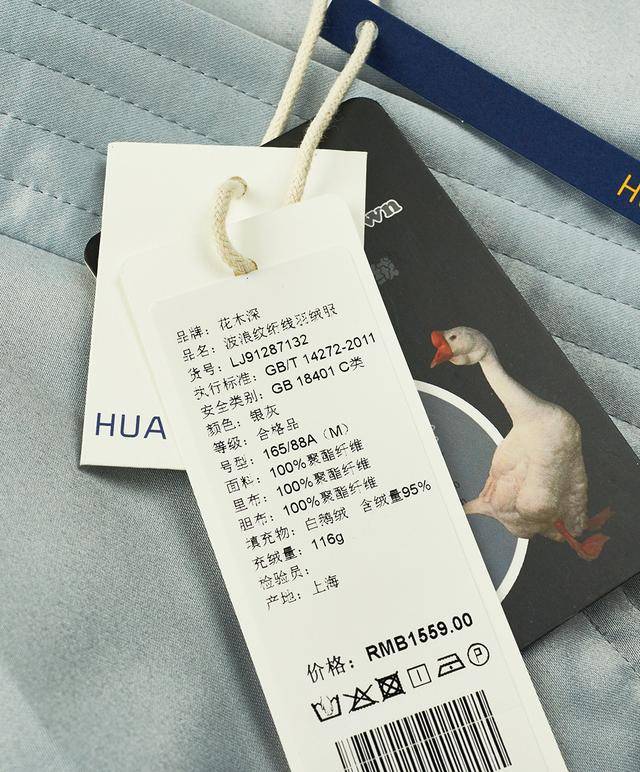 wn
绒
H
HUA
品牌：花木深
品名：波浪纹绗线羽绒服
货号：LJ91287132
执行标准：GB/T 14272-2011
安全类别：GB 18401 C类
颜色：银灰
等级：合格品
号型：165/88A（M）
面料：100%聚酯纤维
里布：100%聚酯纤维
胆布：100%聚酯纤维
填充物：白鹅绒 含绒量95%
充绒量：116g
检验员：
产地：上海
价格：RMB1559.00
P